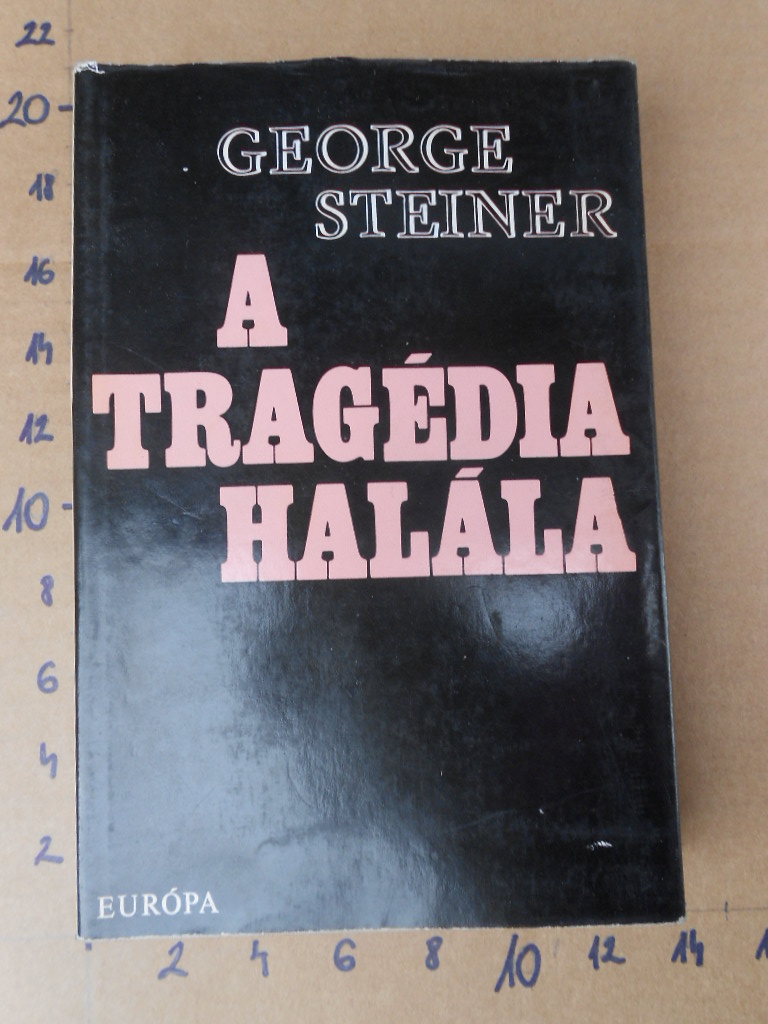 22
20
18
16
14
12
10
8
6
4
2
GEORGE
STEINER
A
TRAGÉDIA
HALÁLA
EURÓPA
2 4 6 8 10 12 14